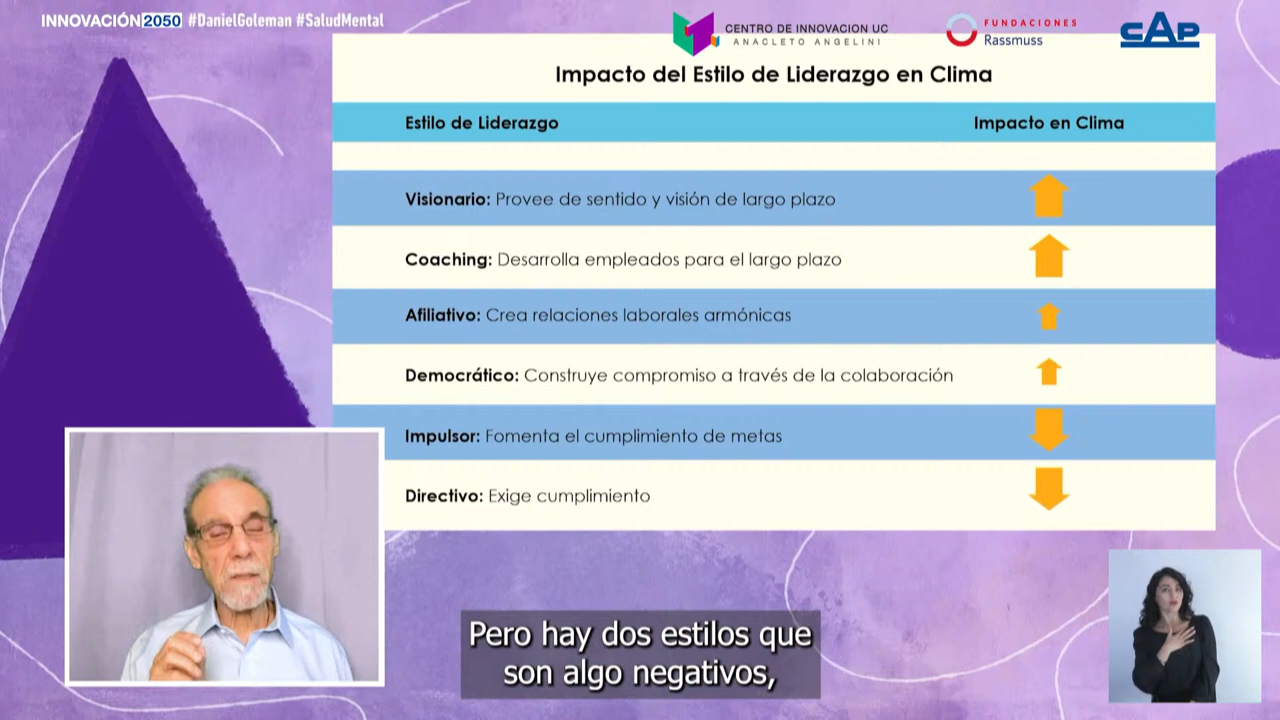 INNOVACIÓN2050 #DanielGoleman #SaludMental
CENTRO DE INNOVACION UC
ANACLETO ANGELINI
FUNDACIONES
Rassmuss
CAP
Impacto del Estilo de Liderazgo en Clima
Estilo de Liderazgo Impacto en Clima
Visionario: Provee de sentido y visión de largo plazo
Coaching: Desarrolla empleados para el largo plazo
Afiliativo: Crea relaciones laborales armónicas
Democrático: Construye compromiso a través de la colaboración
Impulsor: Fomenta el cumplimiento de metas
Directivo: Exige cumplimiento
Pero hay dos estilos que
son algo negativos,